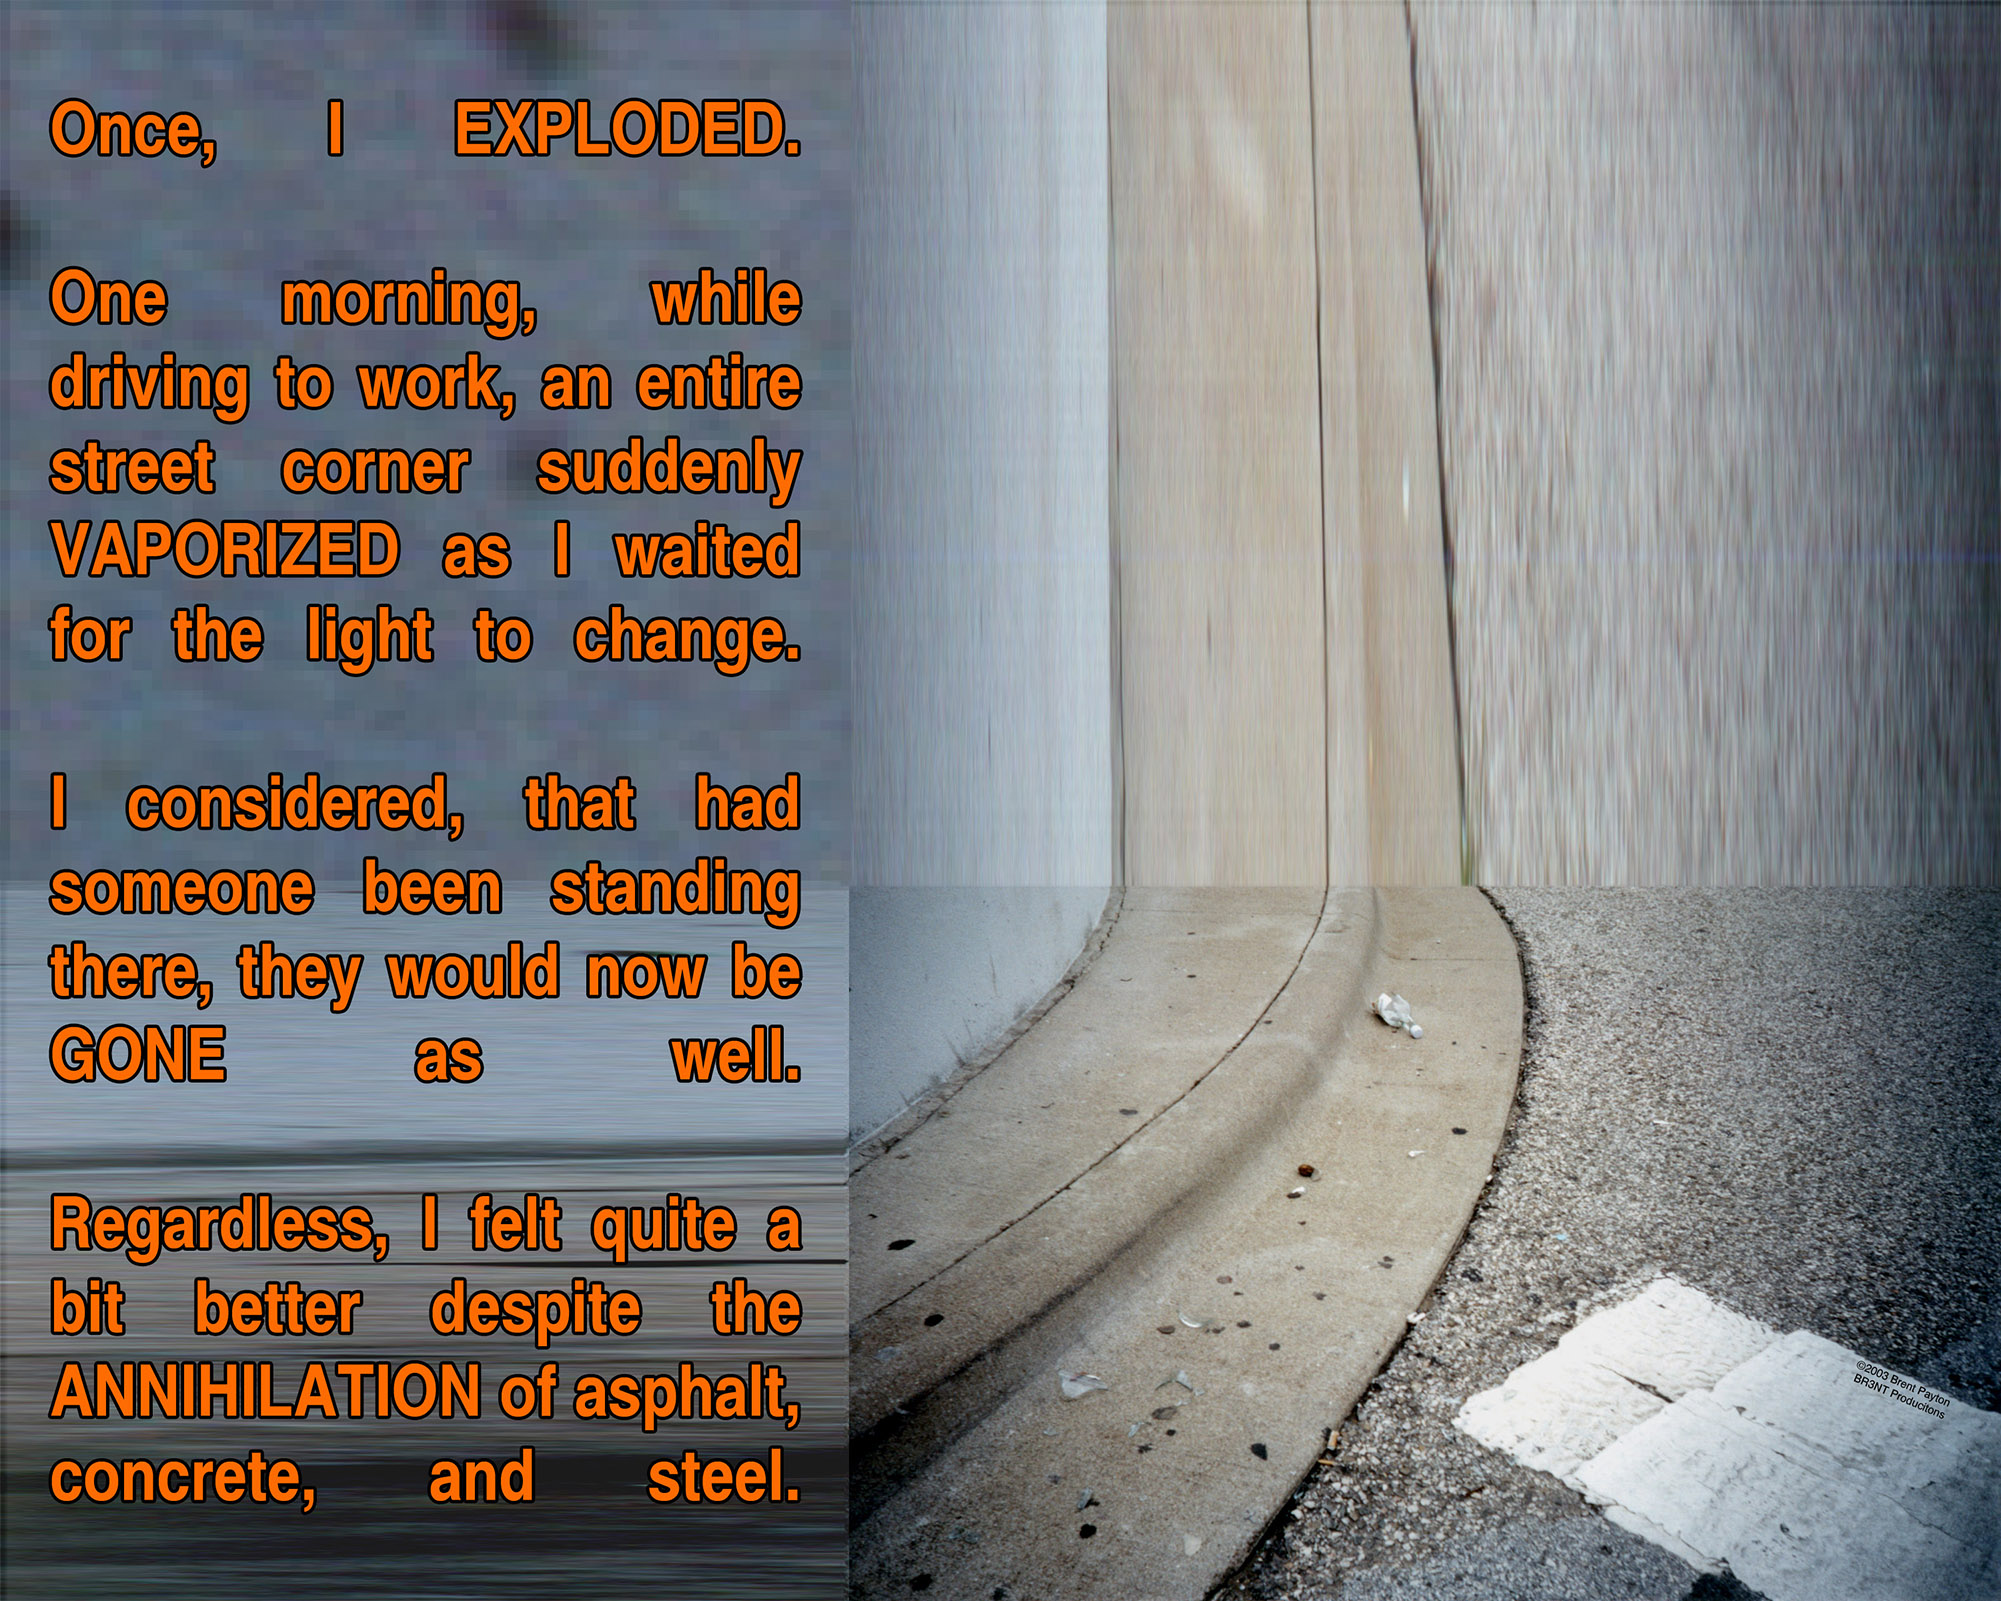 Once, I EXPLODED.
One morning, while
driving to work, an entire
street corner suddenly
VAPORIZED as I waited
for the light to change.
I considered, that had
someone been standing
there, they would now be
GONE as well.
Regardless, I felt quite a
bit better despite the
ANNIHILATION of asphalt,
concrete, and steel.
©2003 Brent Payton
BR3NT Producitons